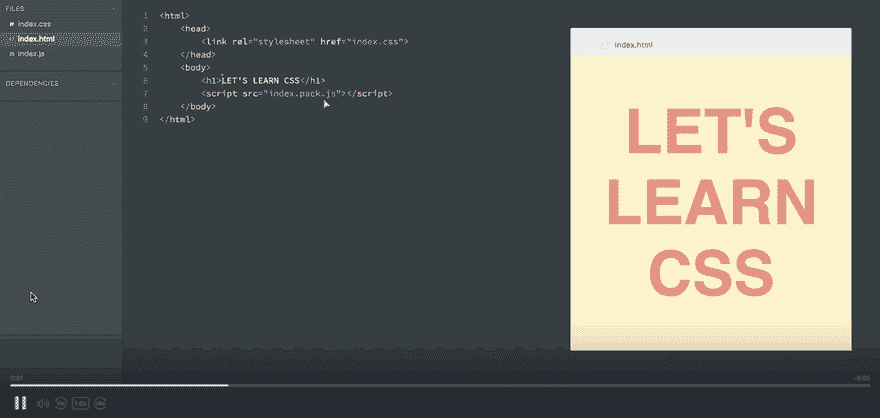 FILES
index.css
index.html
JS index.js
DEPENDENCIES
1 <html>
2 <head>
3 <link rel="stylesheet" href="index.css">
4 </head>
5 <body>
6 <h1>LET'S LEARN CSS</h1>
7 <script src="index.pack.js"></script>
8 </body>
9 </html>
index.html
LET'S
LEARN
CSS
0:01
-0:06
1.0x